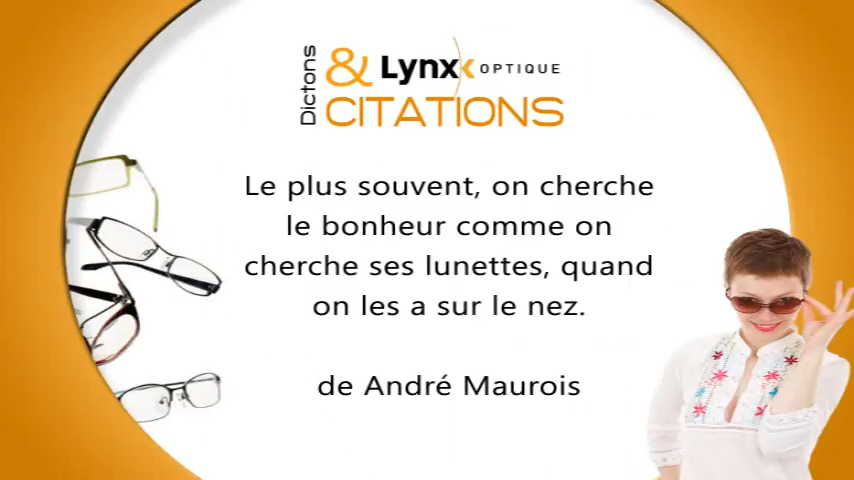 Dictons & Lynx OPTIQUE
CITATIONS
Le plus souvent, on cherche
le bonheur comme on
cherche ses lunettes, quand
on les a sur le nez.
de André Maurois